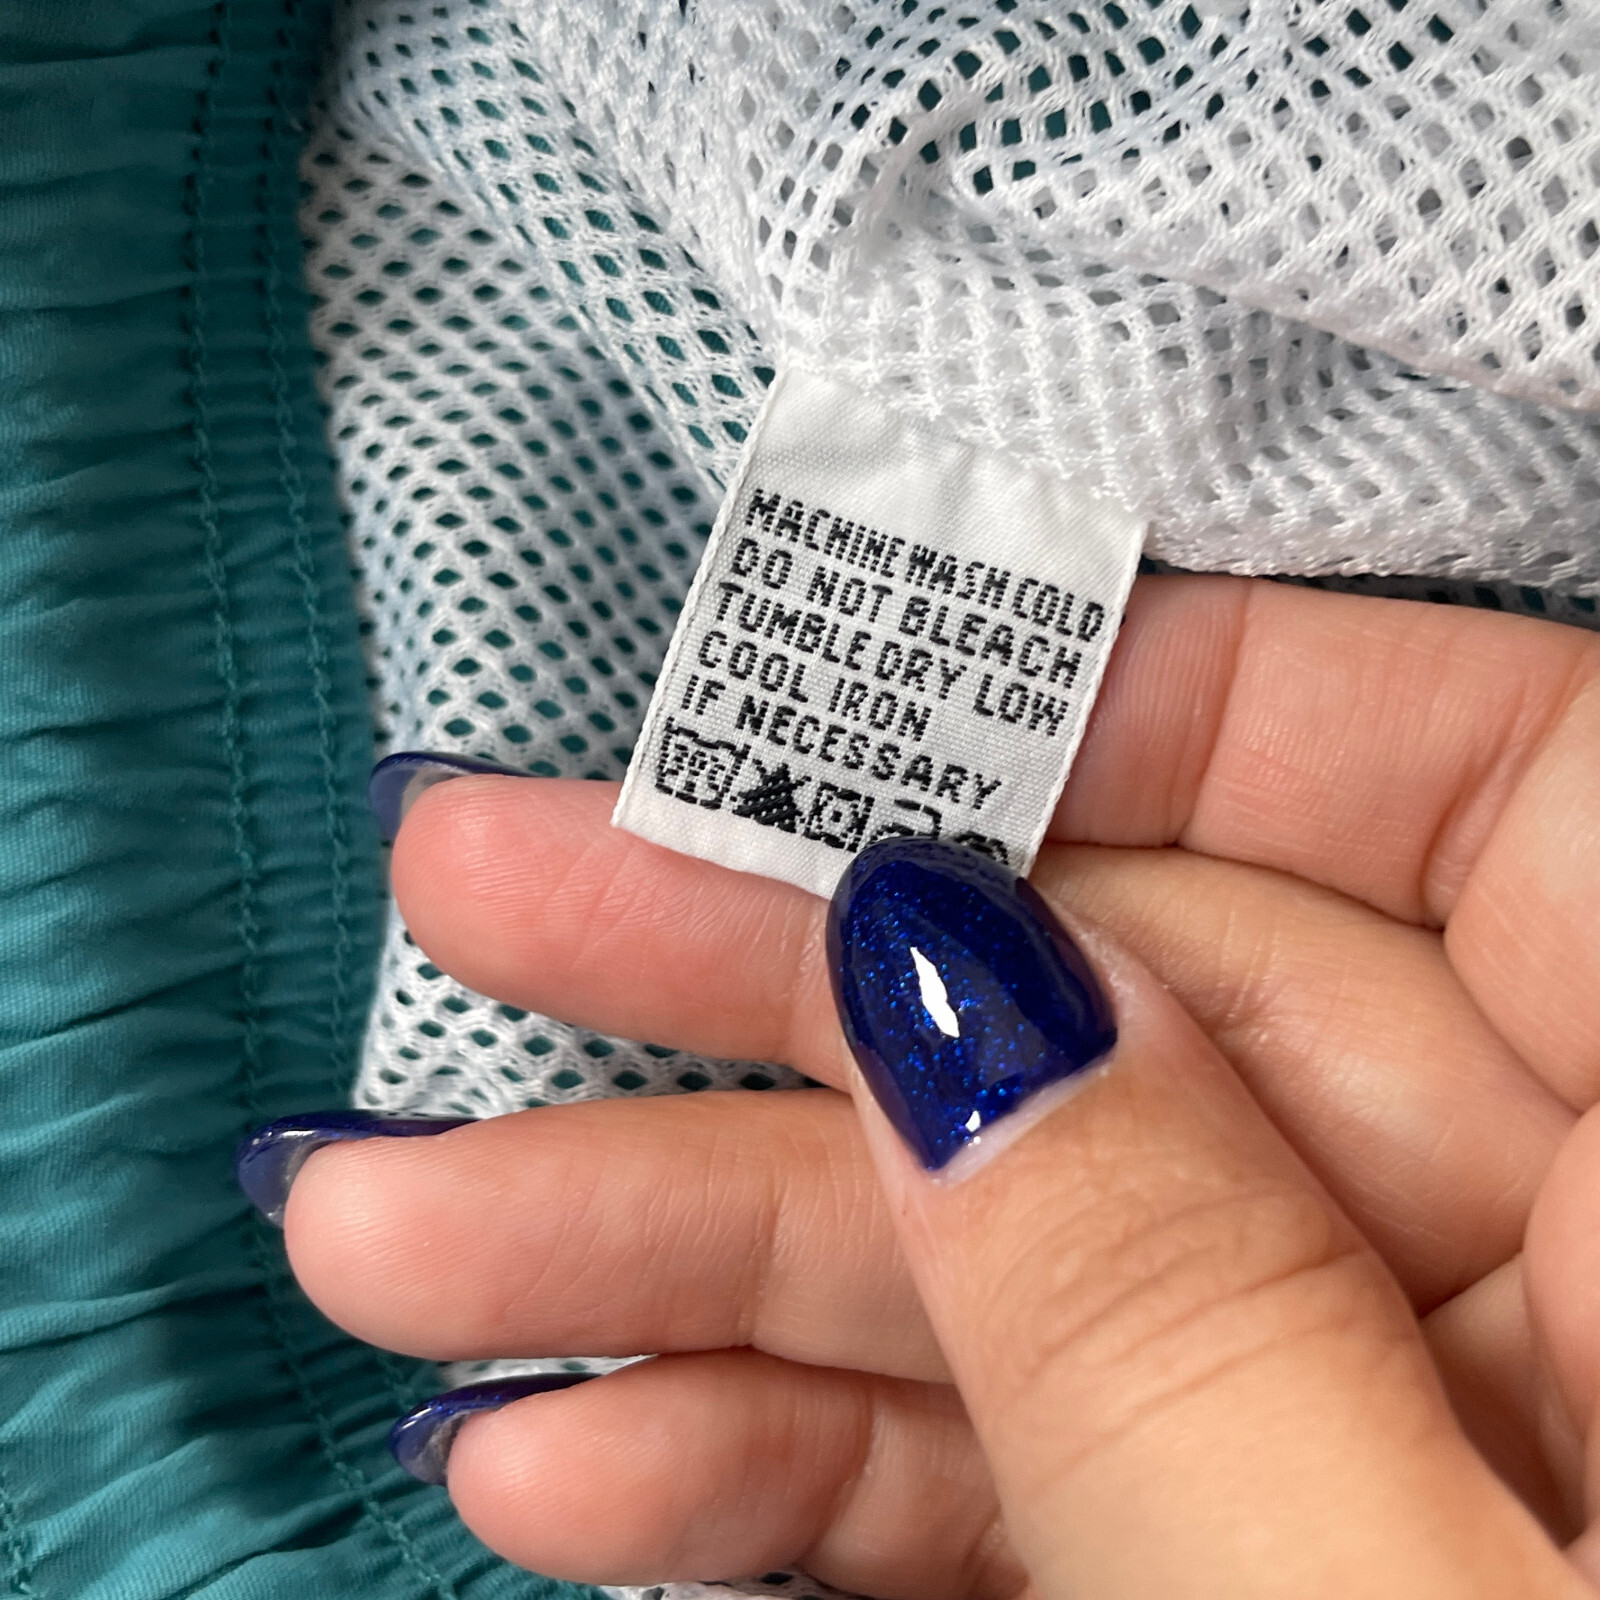 MACHINE WASH COLD
DO NOT BLEACH
TUMBLE DRY LOW
COOL IRON
IF NECESSARY